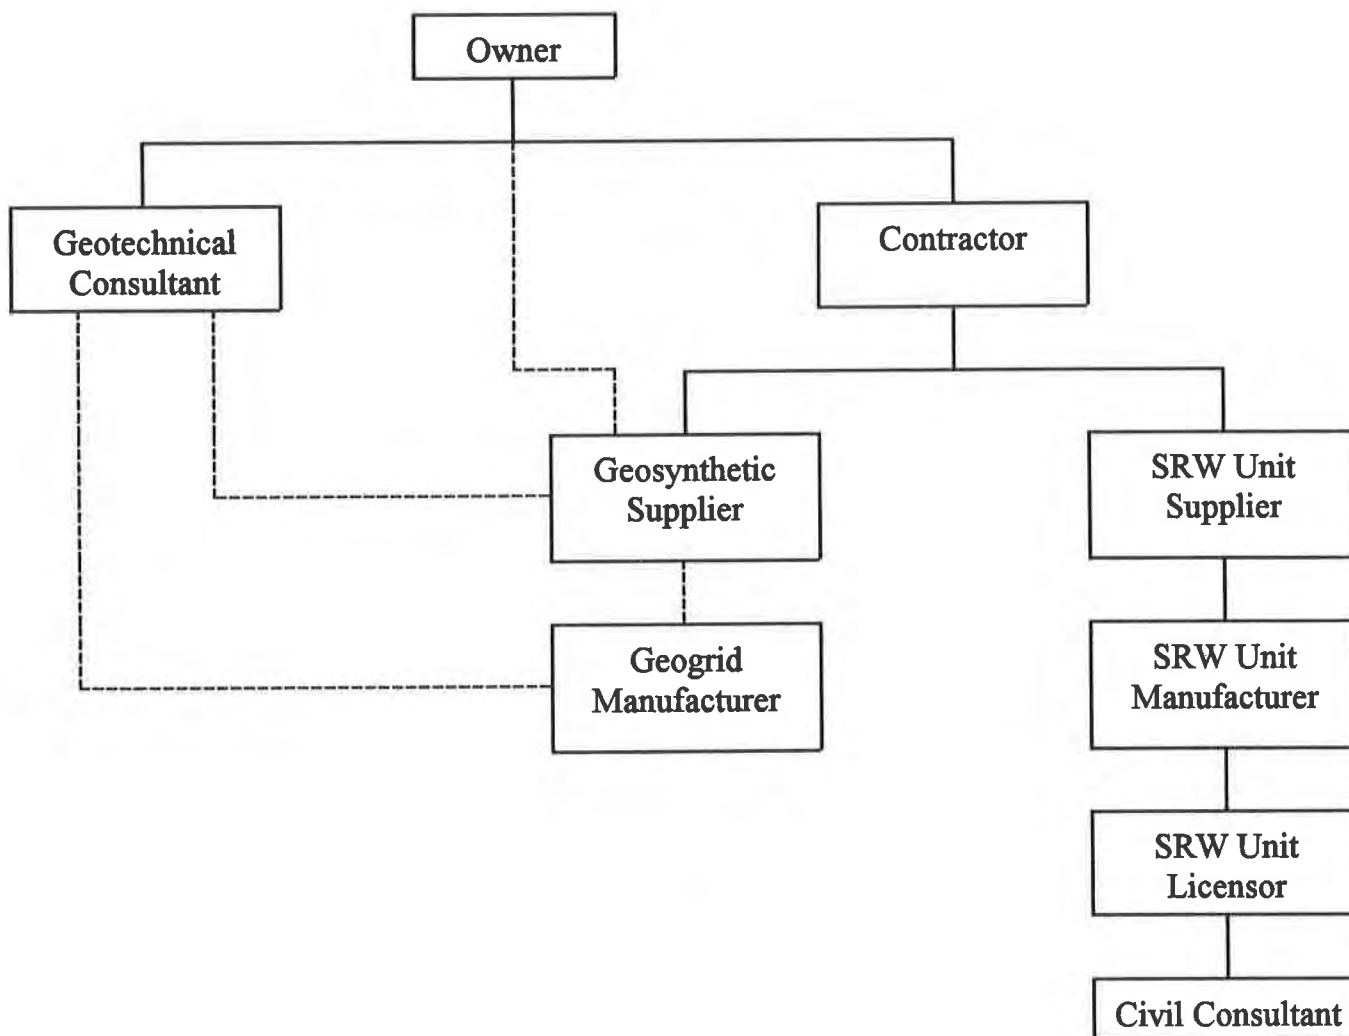 Owner
Geotechnical
Consultant
Contractor
Geosynthetic
Supplier
SRW Unit
Supplier
Geogrid
Manufacturer
SRW Unit
Manufacturer
SRW Unit
Licensor
Civil Consultant